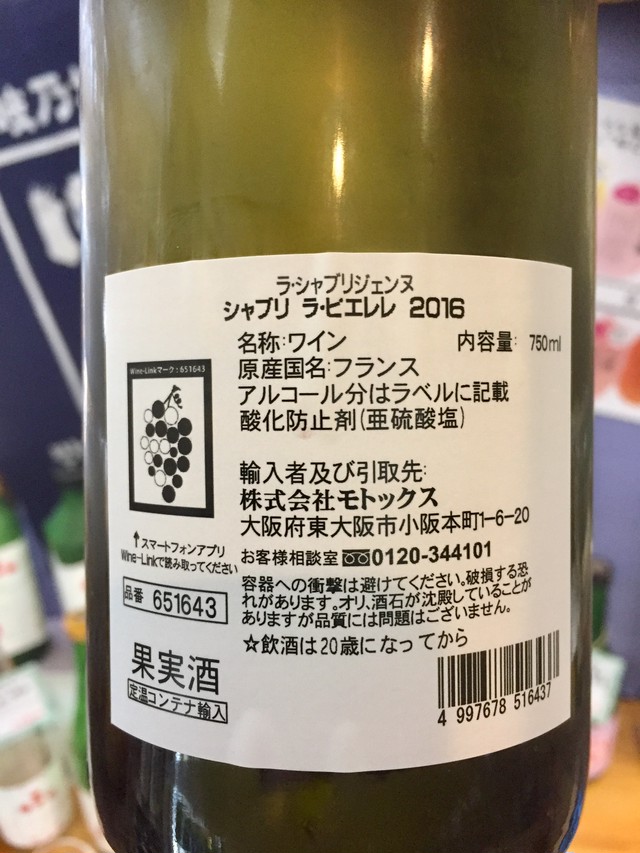 ラ・シャブリジェンヌ
シャブリ ラ・ピエレレ 2016
名称:ワイン 内容量: 750ml
原産国名:フランス
アルコール分はラベルに記載
酸化防止剤(亜硫酸塩)
Wine-Linkマーク:651643
輸入者及び引取先:
株式会社モトックス
大阪府東大阪市小阪本町1-6-20
お客様相談室 0120-344101
↑スマートフォンアプリ
Wine-Linkで読み取ってください
容器への衝撃は避けてください。破損する恐
れがあります。オリ、酒石が沈殿していることが
ありますが品質には問題はございません。
品番 651643
☆飲酒は20歳になってから
果実酒
定温コンテナ輸入
4 997678 516437